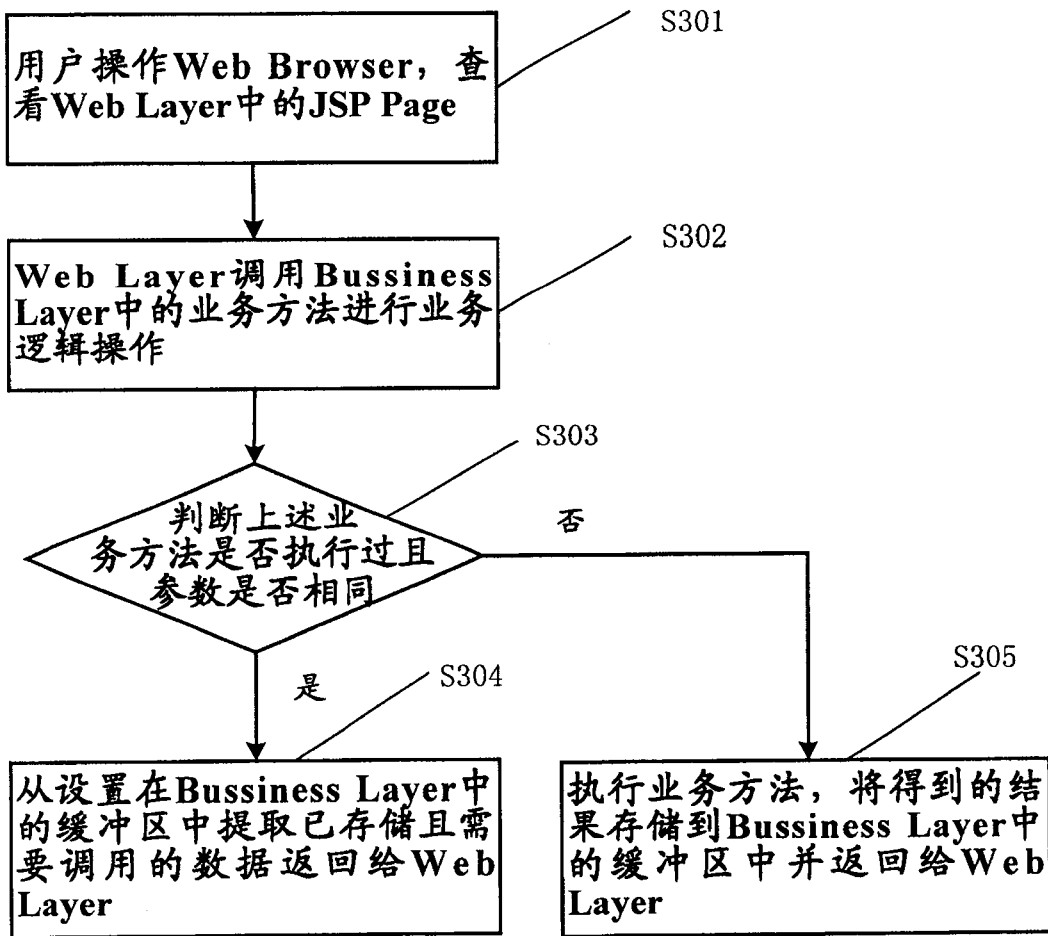 S301
用户操作Web Browser，查
看Web Layer中的JSP Page
S302
Web Layer调用Bussiness
Layer中的业务方法进行业务
逻辑操作
S303
判断上述业
务方法是否执行过且
参数是否相同
否
是
S304
S305
从设置在Bussiness Layer中
的缓冲区中提取已存储且需
要调用的数据返回给Web
Layer
执行业务方法，将得到的结
果存储到Bussiness Layer中
的缓冲区中并返回给Web
Layer